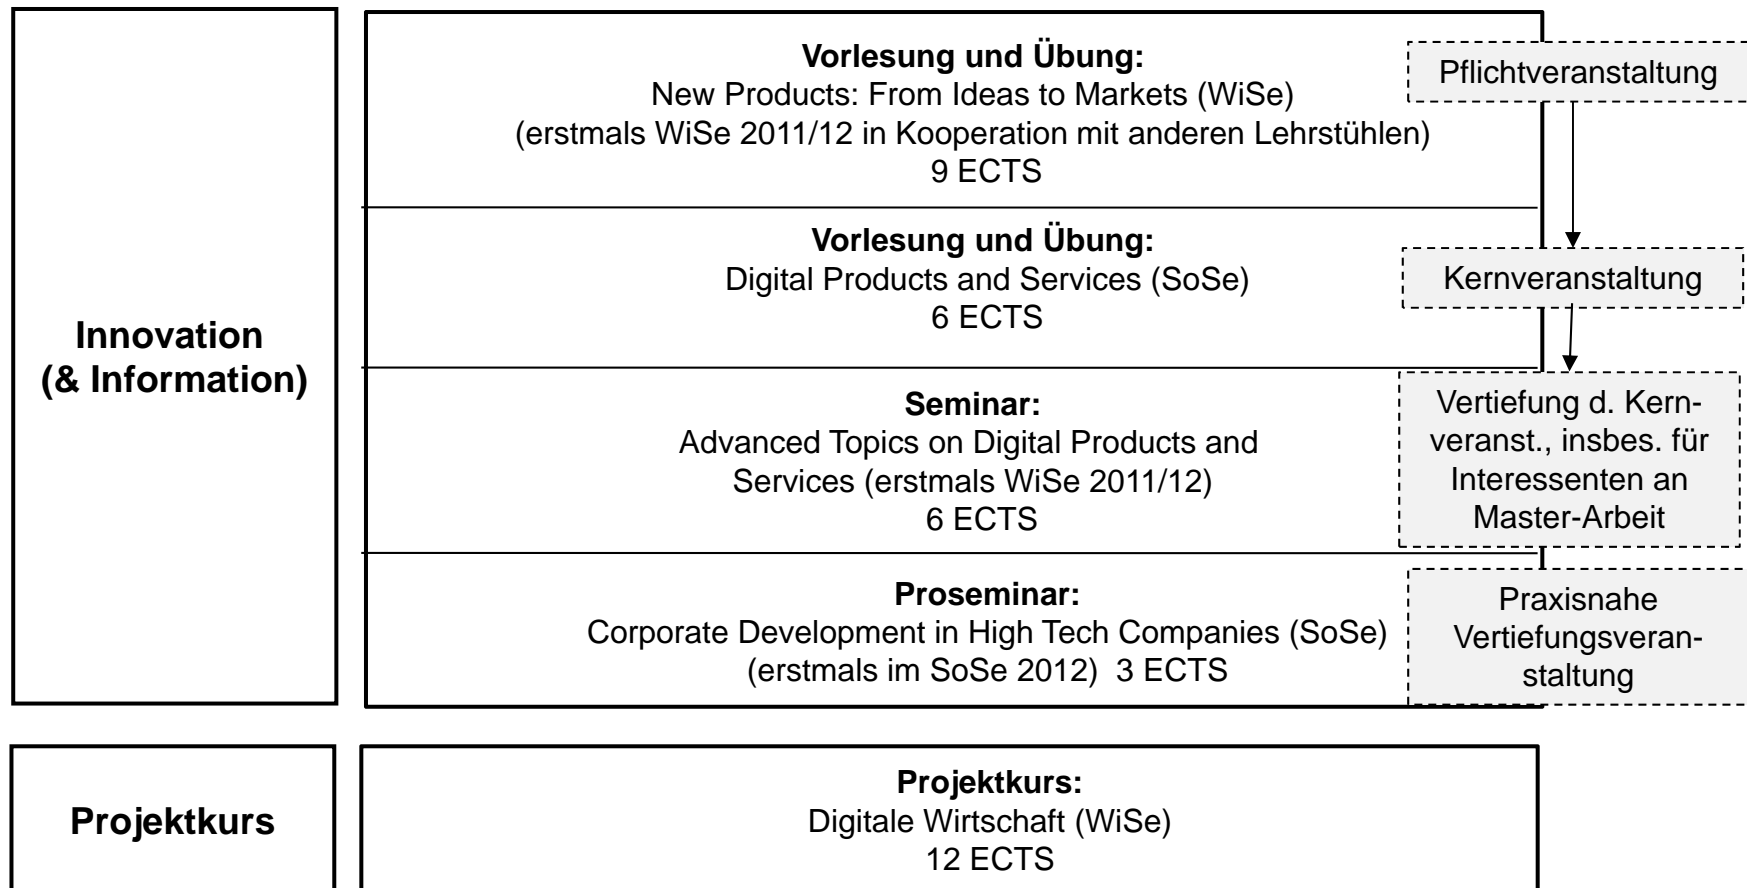 Innovation
(& Information)
Vorlesung und Übung:
New Products: From Ideas to Markets (WiSe)
(erstmals WiSe 2011/12 in Kooperation mit anderen Lehrstühlen)
9 ECTS
Pflichtveranstaltung
Vorlesung und Übung:
Digital Products and Services (SoSe)
6 ECTS
Kernveranstaltung
Seminar:
Advanced Topics on Digital Products and
Services (erstmals WiSe 2011/12)
6 ECTS
Vertiefung d. Kern-
veranst., insbes. für
Interessenten an
Master-Arbeit
Proseminar:
Corporate Development in High Tech Companies (SoSe)
(erstmals im SoSe 2012)  3 ECTS
Praxisnahe
Vertiefungsveran-
staltung
Projektkurs
Projektkurs:
Digitale Wirtschaft (WiSe)
12 ECTS